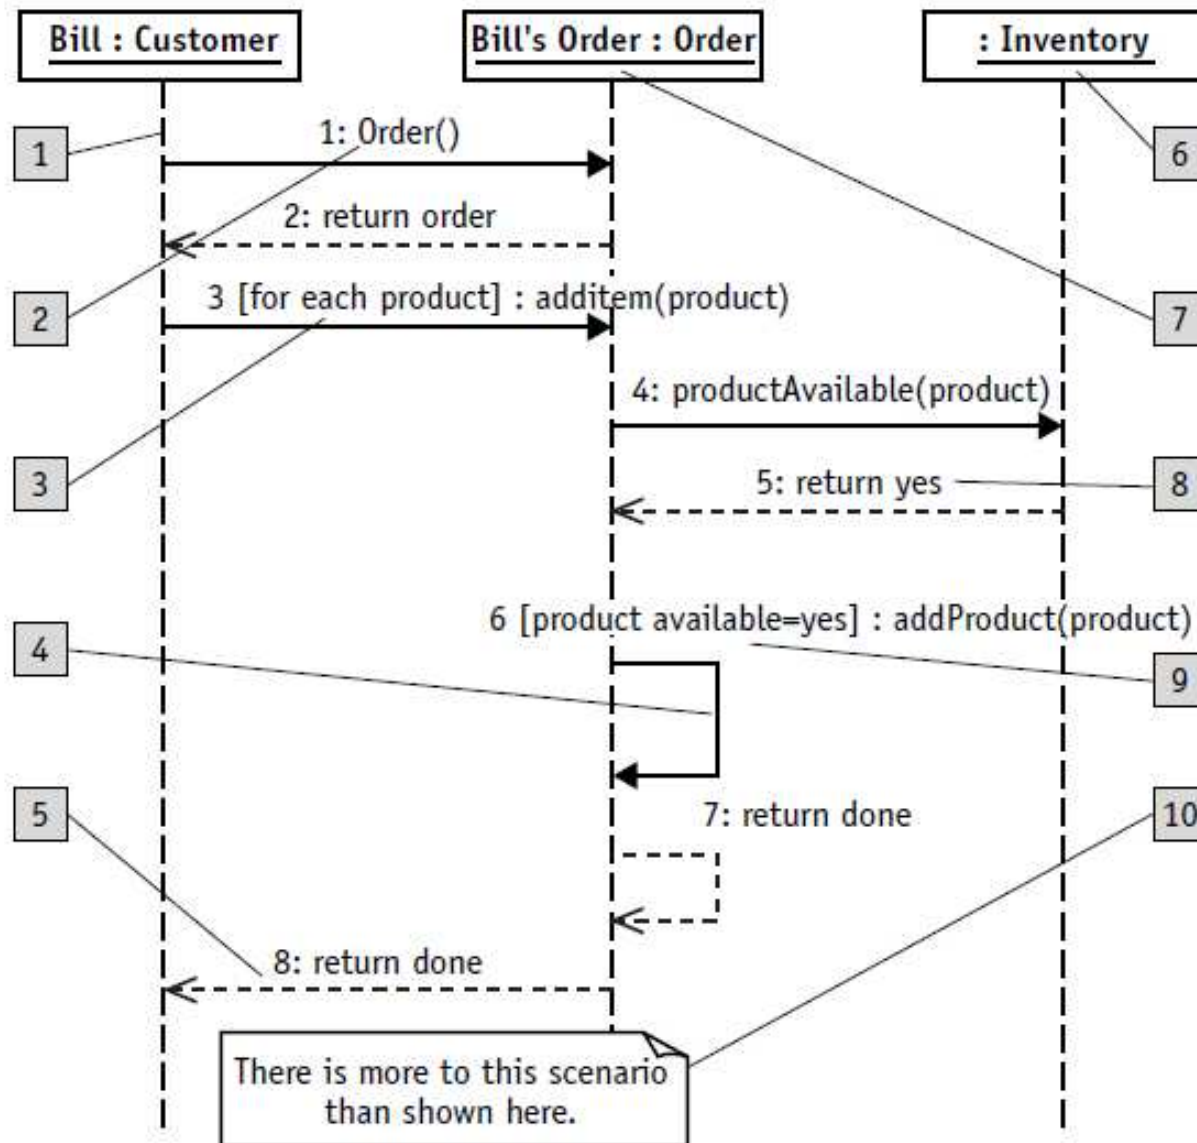 Bill : Customer
Bill's Order : Order
: Inventory
1
1: Order()
6
2: return order
2
3 [for each product] : additem(product)
7
4: productAvailable(product)
3
5: return yes
8
6 [product available=yes] : addProduct(product)
4
9
5
7: return done
10
8: return done
There is more to this scenario
than shown here.